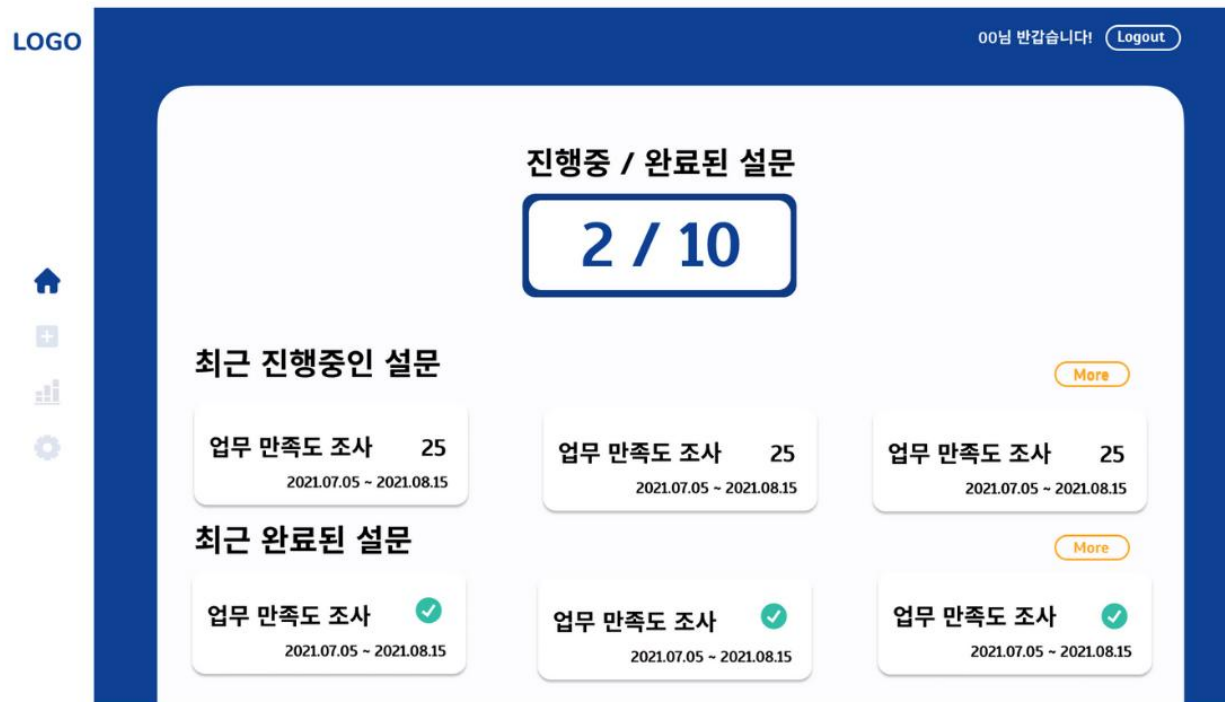 LOGO
00님 반갑습니다! Logout
진행중 / 완료된 설문
2 / 10
최근 진행중인 설문
More
업무 만족도 조사 25
2021.07.05 ~ 2021.08.15
업무 만족도 조사 25
2021.07.05 ~ 2021.08.15
업무 만족도 조사 25
2021.07.05 ~ 2021.08.15
최근 완료된 설문
More
업무 만족도 조사
2021.07.05 ~ 2021.08.15
업무 만족도 조사
2021.07.05 ~ 2021.08.15
업무 만족도 조사
2021.07.05 ~ 2021.08.15